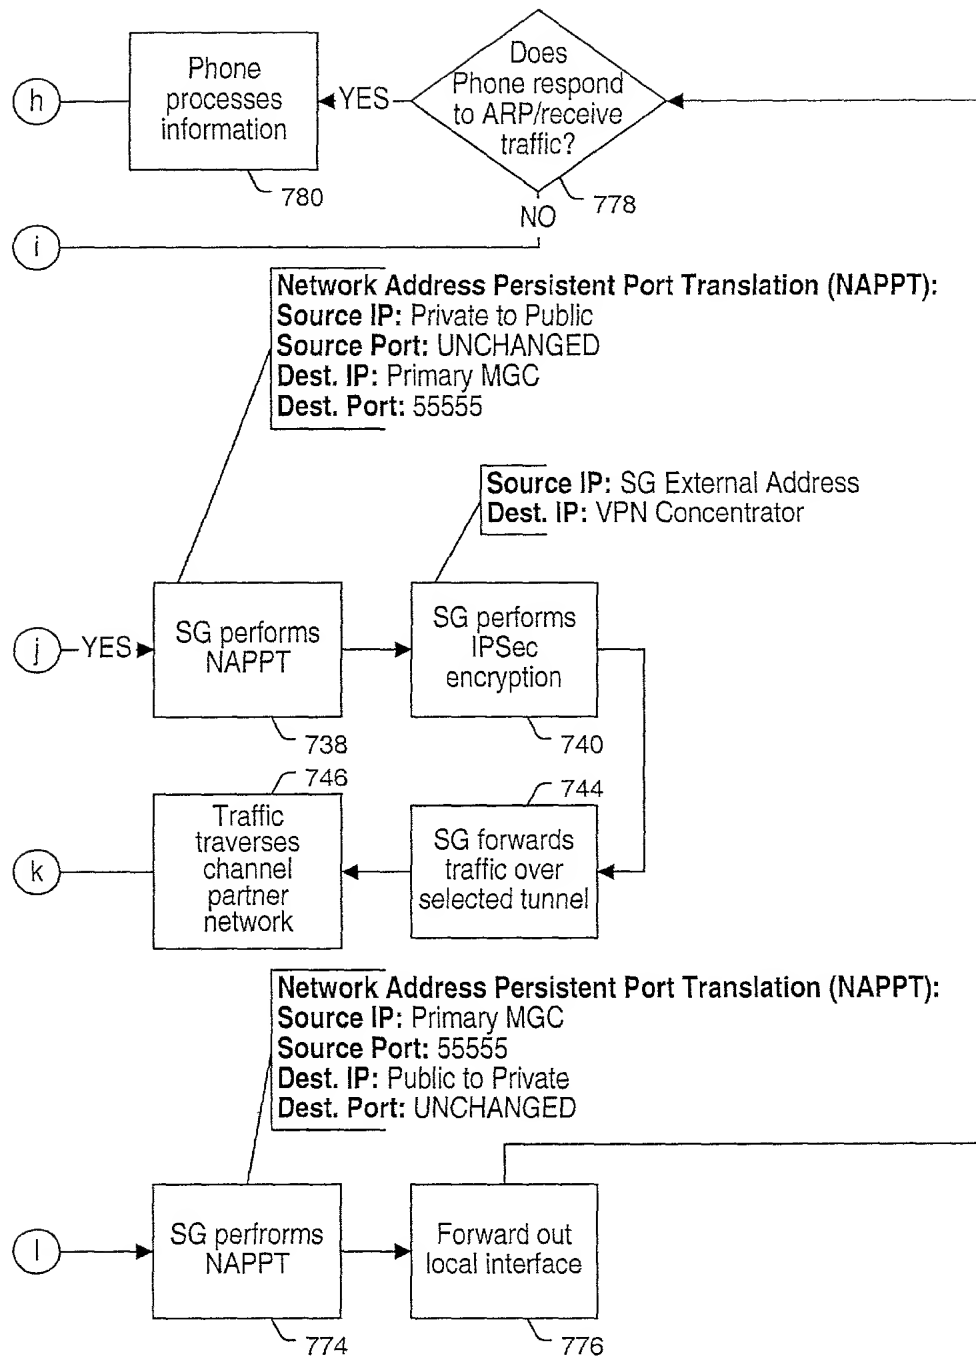 Does
Phone respond
to ARP/receive
traffic?
778
YES
Phone
processes
information
780
h
NO
i
Network Address Persistent Port Translation (NAPPT):
Source IP: Private to Public
Source Port: UNCHANGED
Dest. IP: Primary MGC
Dest. Port: 55555
Source IP: SG External Address
Dest. IP: VPN Concentrator
j
YES
SG performs
NAPPT
738
SG performs
IPSec
encryption
740
744
SG forwards
traffic over
selected tunnel
746
Traffic
traverses
channel
partner
network
k
Network Address Persistent Port Translation (NAPPT):
Source IP: Primary MGC
Source Port: 55555
Dest. IP: Public to Private
Dest. Port: UNCHANGED
l
SG perfrorms
NAPPT
774
Forward out
local interface
776